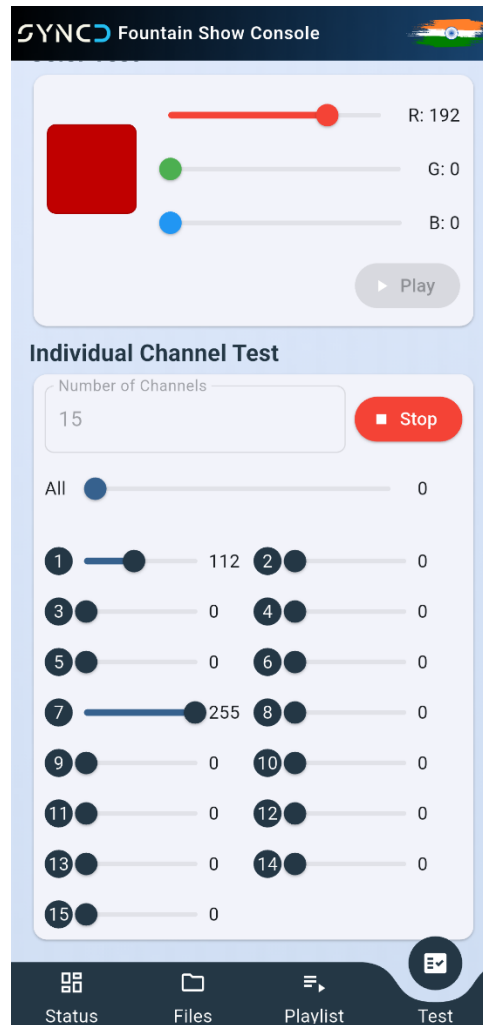 SYNCD Fountain Show Console
R: 192
G: 0
B: 0
Play
Individual Channel Test
Number of Channels
15
Stop
All 0
1 112 2 0
3 0 4 0
5 0 6 0
7 255 8 0
9 0 10 0
11 0 12 0
13 0 14 0
15 0
Status Files Playlist Test